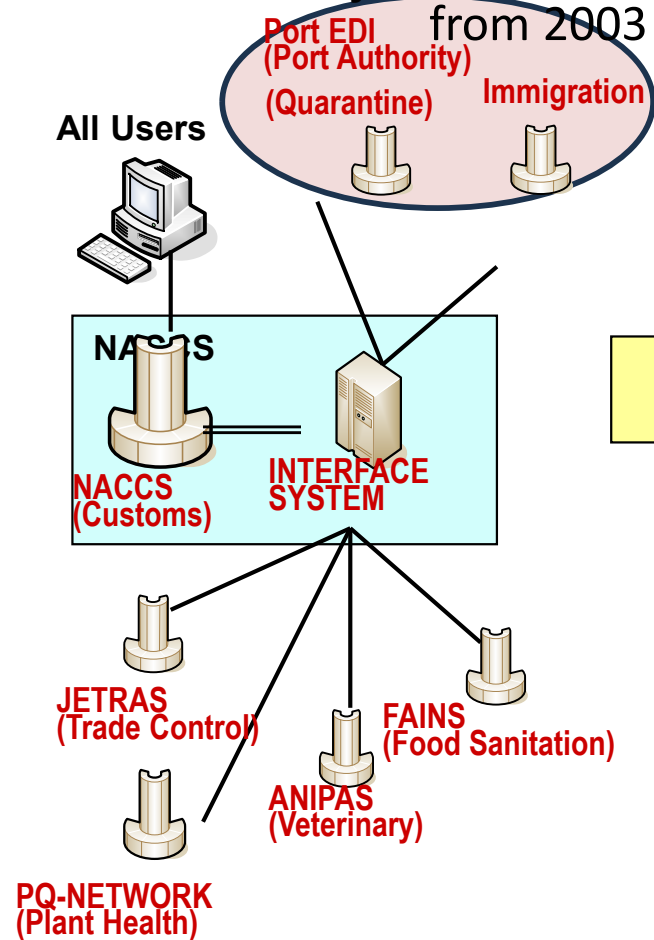 from 2003
Port EDI
(Port Authority)
(Quarantine)
Immigration
All Users
NACCS
NACCS
(Customs)
INTERFACE
SYSTEM
JETRAS
(Trade Control)
FAINS
(Food Sanitation)
ANIPAS
(Veterinary)
PQ-NETWORK
(Plant Health)